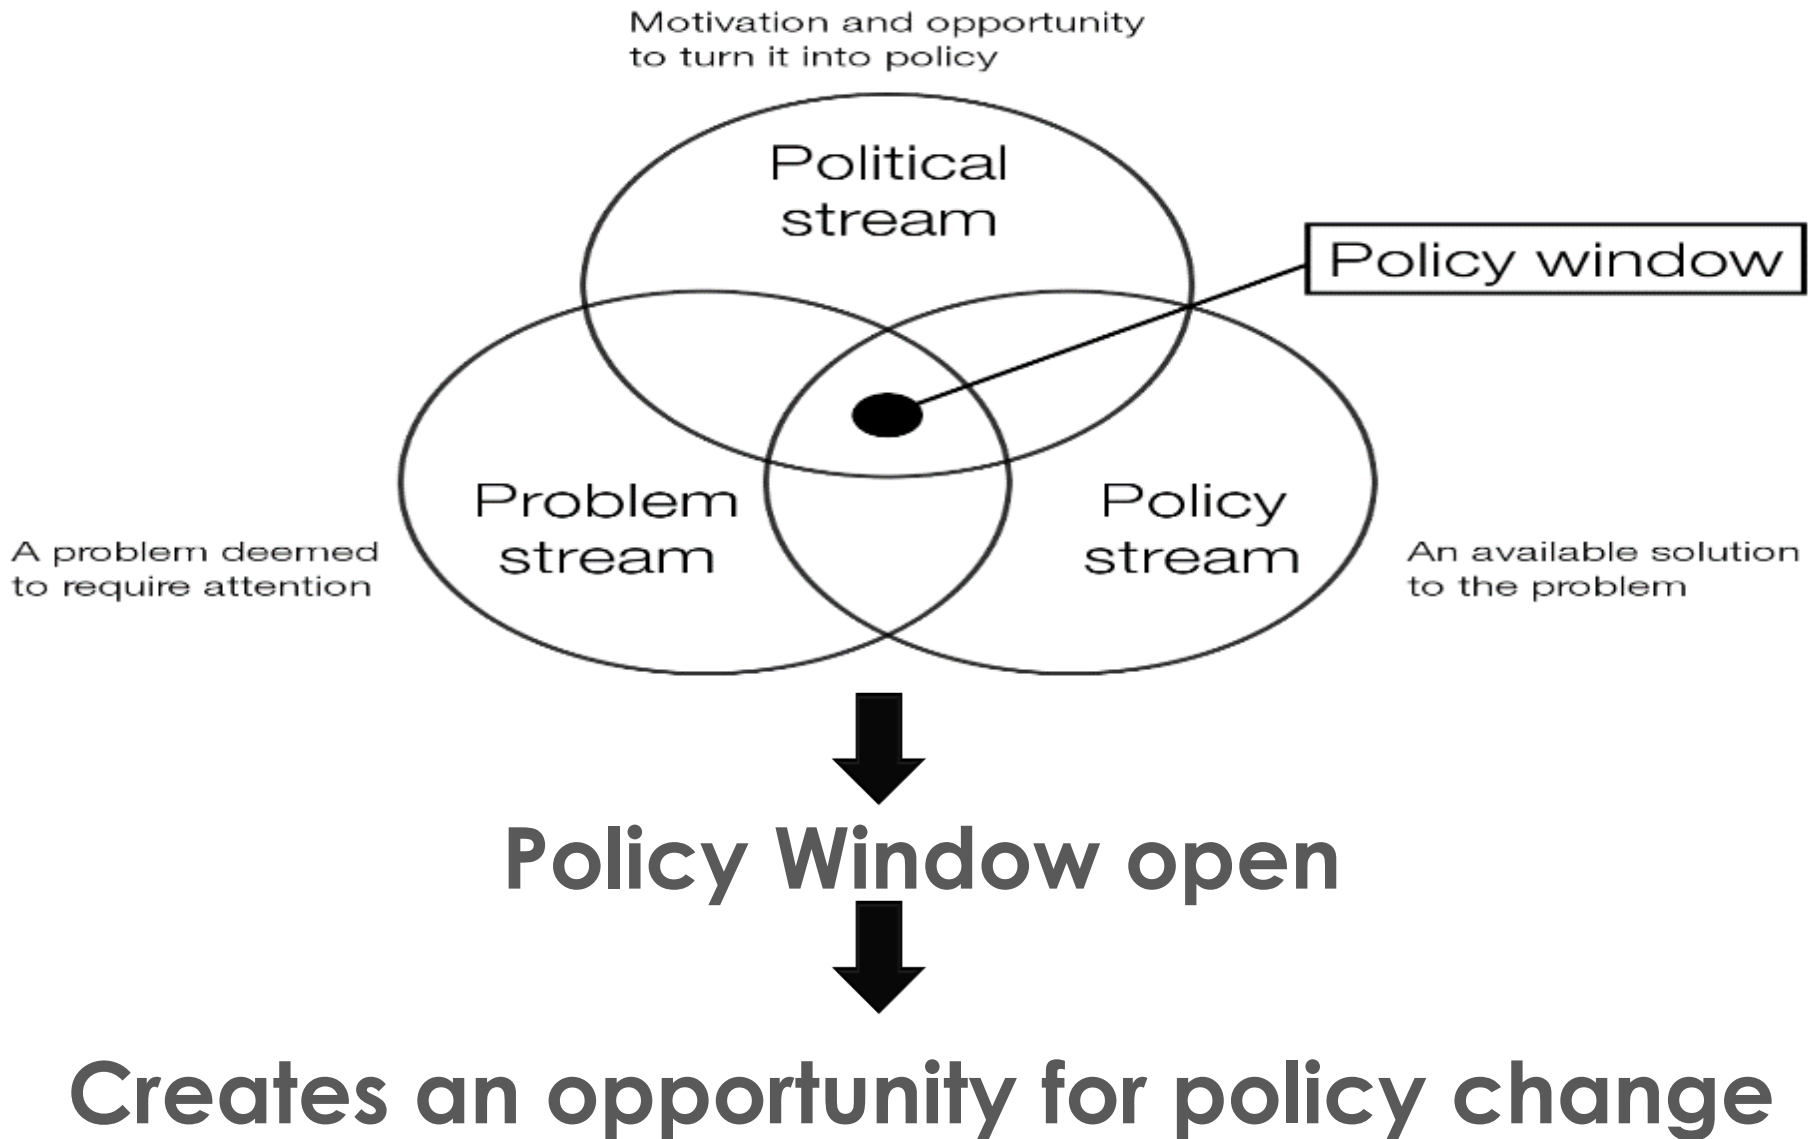 Motivation and opportunity
to turn it into policy
Political
stream
Policy window
Problem
stream
Policy
stream
A problem deemed
to require attention
An available solution
to the problem
Policy Window open
Creates an opportunity for policy change